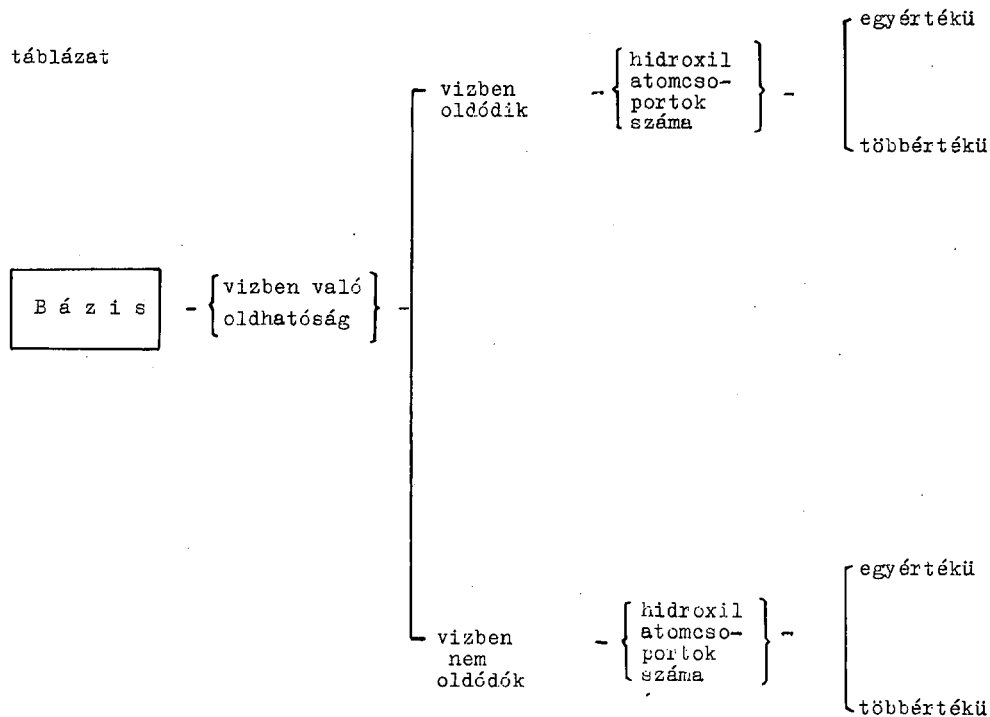 táblázat
egyértékü
vizben
oldódik
- { hidroxil
atomcso-
portok
száma } -
többértékü
B á z i s
- { vizben való
oldhatóság } -
egyértékü
vizben
nem
oldódók
- { hidroxil
atomcso-
portok
száma } -
többértékü